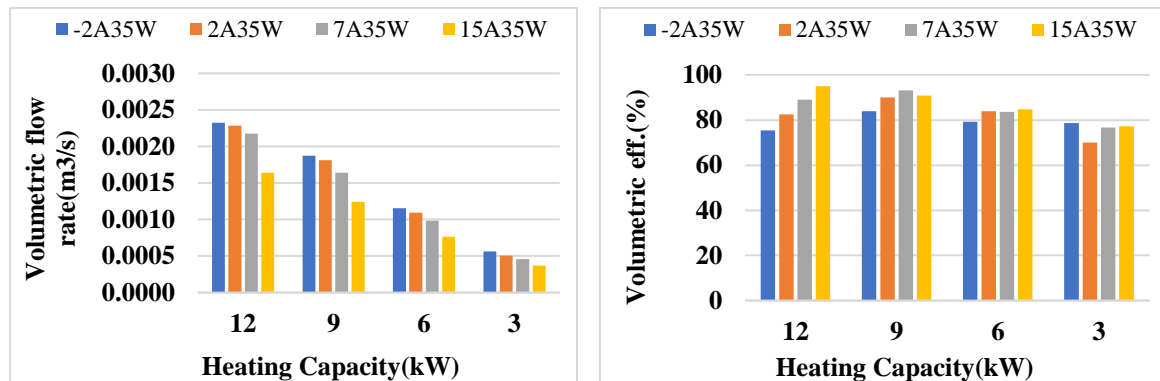 -2A35W 2A35W 7A35W 15A35W
Volumetric flow
rate(m3/s)
0.0030
0.0025
0.0020
0.0015
0.0010
0.0005
0.0000
12 9 6 3
Heating Capacity(kW)
-2A35W 2A35W 7A35W 15A35W
Volumetric eff.(%)
100
80
60
40
20
0
12 9 6 3
Heating Capacity(kW)